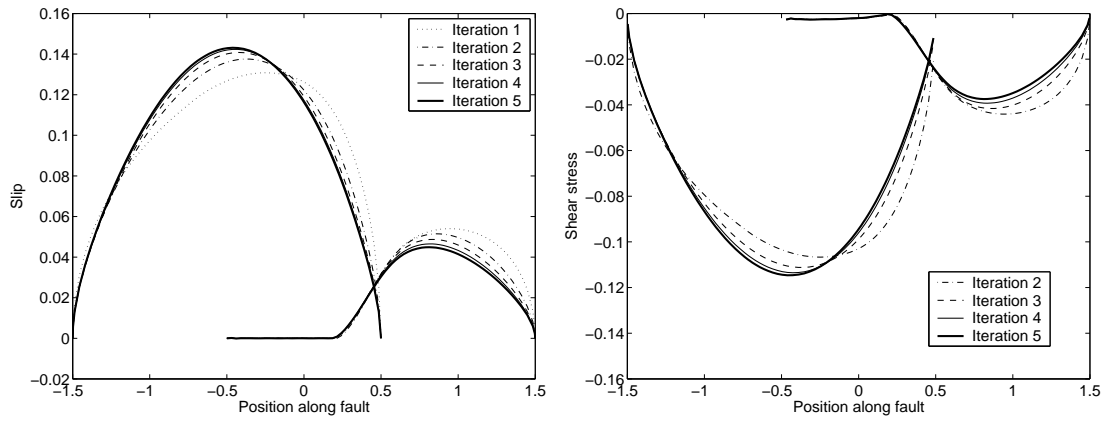 0.16
0.14
0.12
0.1
0.08
0.06
0.04
0.02
0
−0.02
Slip
−1.5
−1
−0.5
0
0.5
1
1.5
Position along fault
Iteration 1
Iteration 2
Iteration 3
Iteration 4
Iteration 5
0
−0.02
−0.04
−0.06
−0.08
−0.1
−0.12
−0.14
−0.16
Shear stress
−1.5
−1
−0.5
0
0.5
1
1.5
Position along fault
Iteration 2
Iteration 3
Iteration 4
Iteration 5